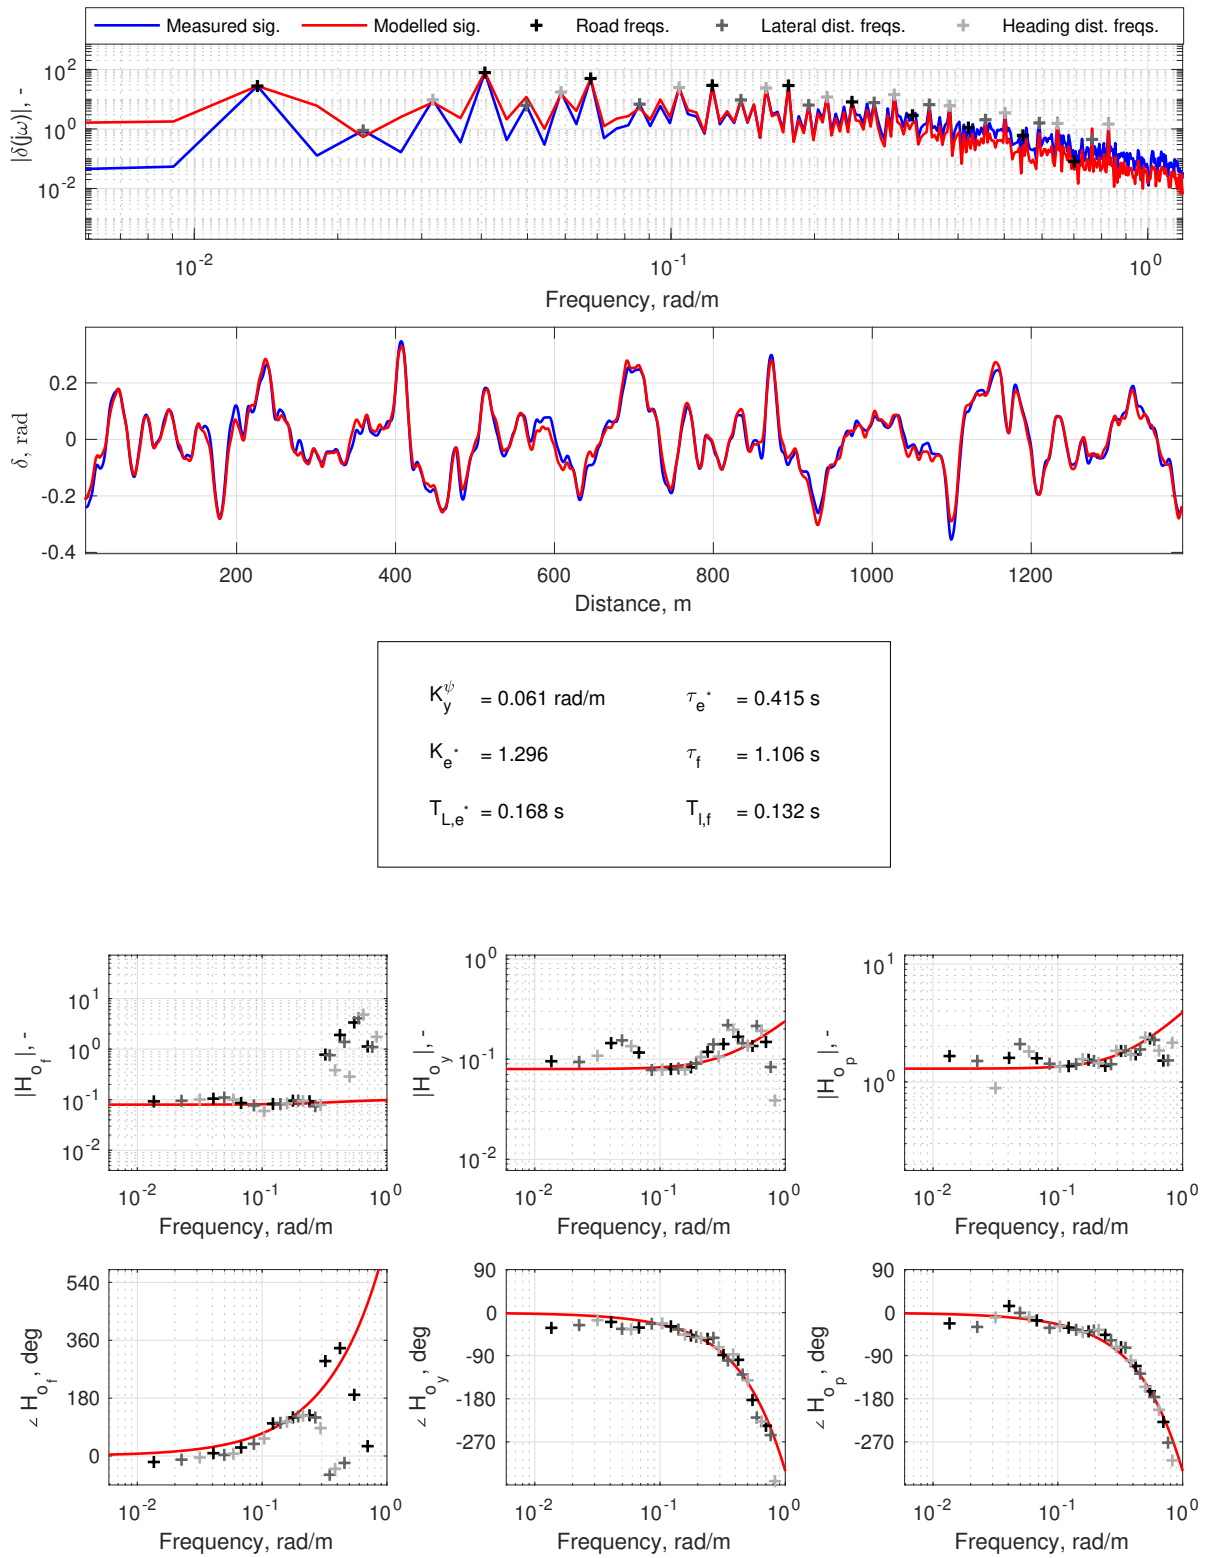 Measured sig. Modelled sig. Road freqs. Lateral dist. freqs. Heading dist. freqs.
|δ(jω)|, -
10^2
10^0
10^-2
10^-2 10^-1 10^0
Frequency, rad/m
δ, rad
0.2
0
-0.2
-0.4
200 400 600 800 1000 1200
Distance, m
K_y^ψ = 0.061 rad/m τ_e* = 0.415 s
K_e* = 1.296 τ_f = 1.106 s
T_L,e* = 0.168 s T_l,f = 0.132 s
|H_o_f|, -
10^1
10^0
10^-1
10^-2
10^-2 10^-1 10^0
Frequency, rad/m
|H_o_y|, -
10^0
10^-1
10^-2
10^-2 10^-1 10^0
Frequency, rad/m
|H_o_p|, -
10^1
10^0
10^-2 10^-1 10^0
Frequency, rad/m
∠ H_o_f, deg
540
360
180
0
10^-2 10^-1 10^0
Frequency, rad/m
∠ H_o_y, deg
90
0
-90
-180
-270
10^-2 10^-1 10^0
Frequency, rad/m
∠ H_o_p, deg
90
0
-90
-180
-270
10^-2 10^-1 10^0
Frequency, rad/m